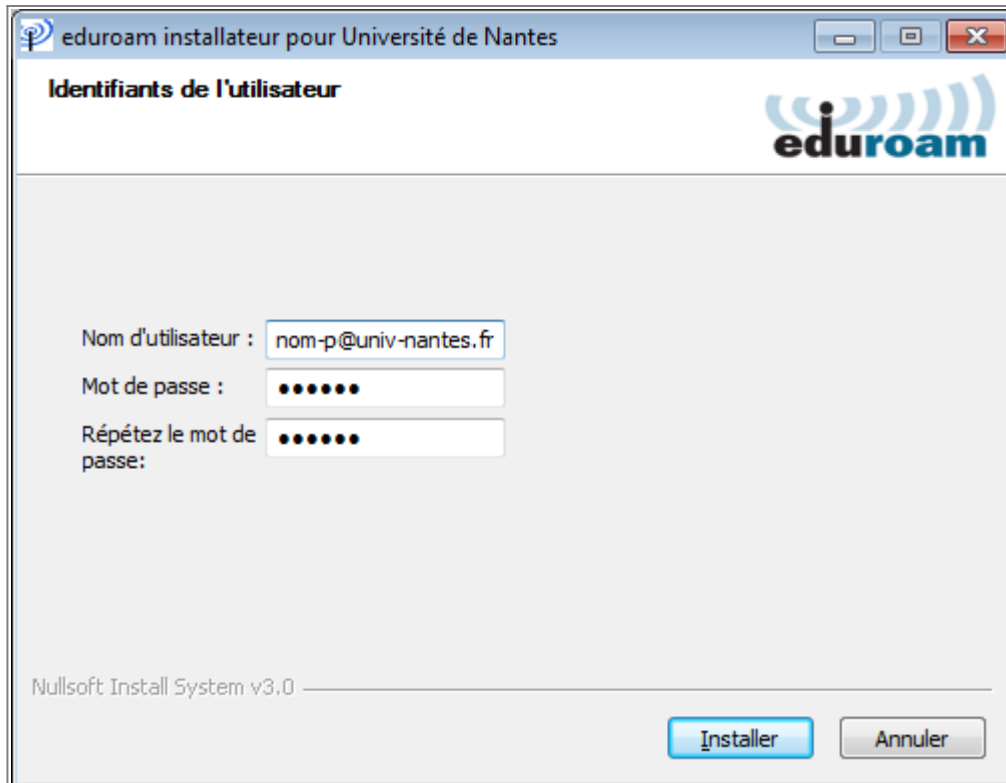 eduroam installateur pour Université de Nantes
Identifiants de l'utilisateur
eduroam
Nom d'utilisateur :
nom-p@univ-nantes.fr
Mot de passe :
••••••
Répétez le mot de
passe:
••••••
Nullsoft Install System v3.0
Installer
Annuler